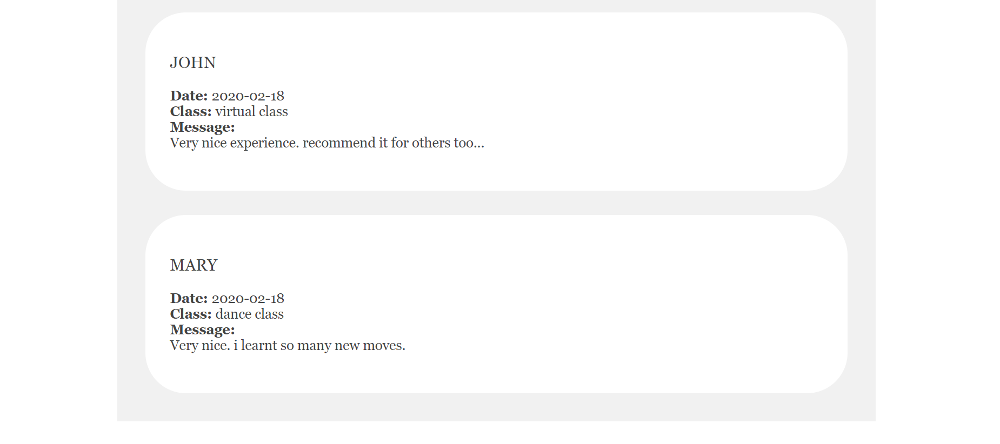 JOHN
Date: 2020-02-18
Class: virtual class
Message:
Very nice experience. recommend it for others too...
MARY
Date: 2020-02-18
Class: dance class
Message:
Very nice. i learnt so many new moves.